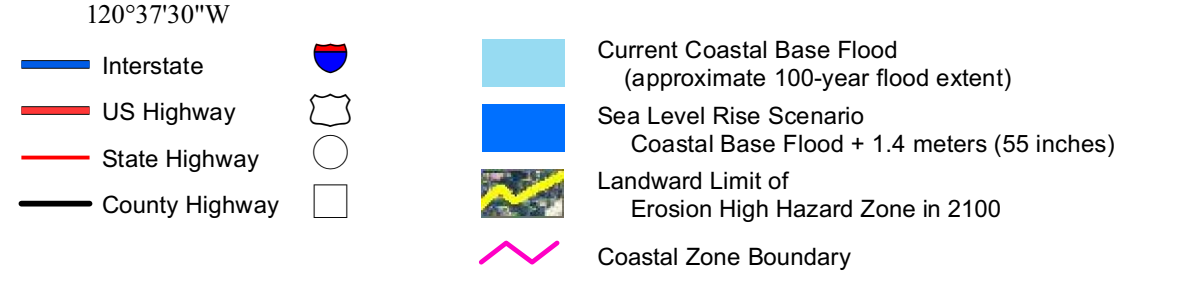 120°37'30"W
Interstate
US Highway
State Highway
County Highway
Current Coastal Base Flood
(approximate 100-year flood extent)
Sea Level Rise Scenario
Coastal Base Flood + 1.4 meters (55 inches)
Landward Limit of
Erosion High Hazard Zone in 2100
Coastal Zone Boundary